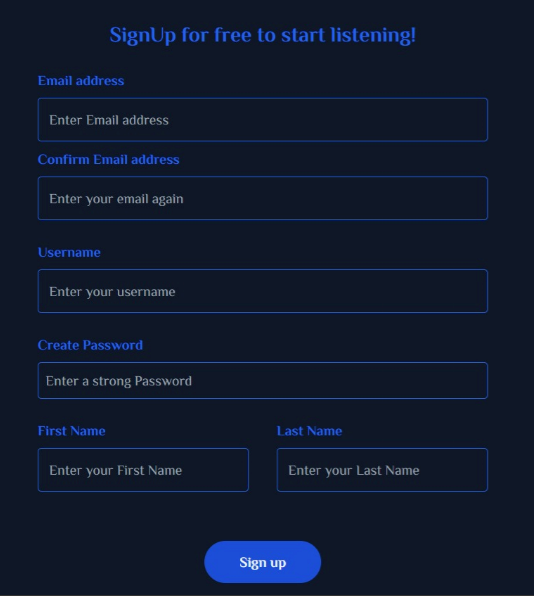 SignUp for free to start listening!
Email address
Enter Email address
Confirm Email address
Enter your email again
Username
Enter your username
Create Password
Enter a strong Password
First Name Last Name
Enter your First Name Enter your Last Name
Sign up